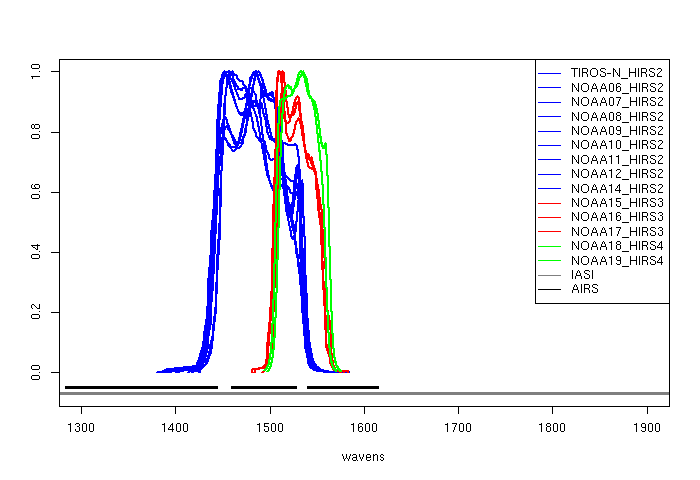 TIROS-N_HIRS2
NOAA06_HIRS2
NOAA07_HIRS2
NOAA08_HIRS2
NOAA09_HIRS2
NOAA10_HIRS2
NOAA11_HIRS2
NOAA12_HIRS2
NOAA14_HIRS2
NOAA15_HIRS3
NOAA16_HIRS3
NOAA17_HIRS3
NOAA18_HIRS4
NOAA19_HIRS4
IASI
AIRS
1.0
0.8
0.6
0.4
0.2
0.0
1300 1400 1500 1600 1700 1800 1900
wavens